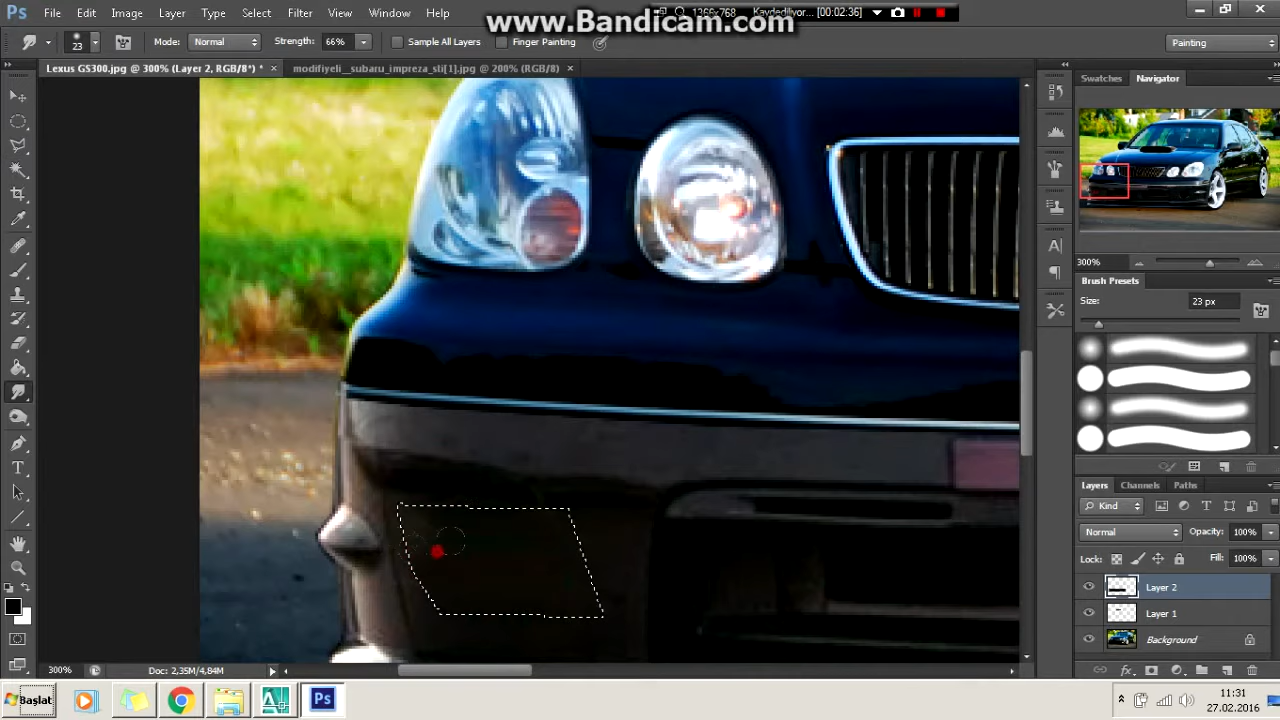 Ps File Edit Image Layer Type Select Filter View Window Help
www.Bandicam.com
1366x768 Kaydediliyor... [00:02:36]
23 Mode: Normal Strength: 66% Sample All Layers Finger Painting Painting
Lexus GS300.jpg @ 300% (Layer 2, RGB/8*) * × modifiyeli__subaru_impreza_sli[1].jpg @ 200% (RGB/8) ×
Swatches Navigator
300%
Brush Presets
Size: 23 px
Layers Channels Paths
Kind
Normal Opacity: 100%
Lock: Fill: 100%
Layer 2
Layer 1
Background
300% Doc: 2,35M/4,84M
Başlat Ps
11:31
27.02.2016